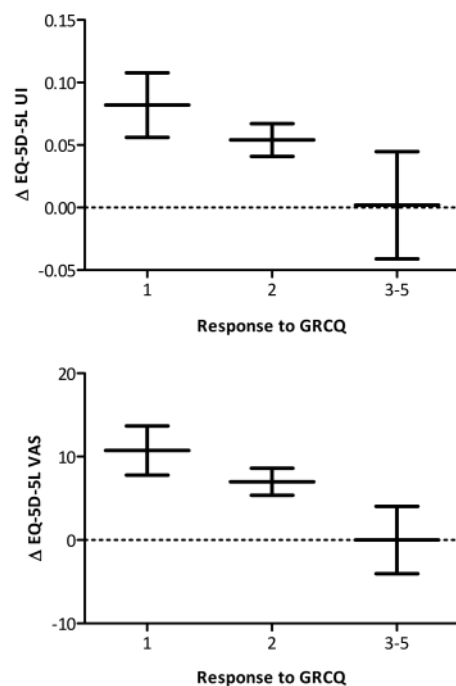 0.15
0.10
0.05
0.00
-0.05
Δ EQ-5D-5L UI
1 2 3-5
Response to GRCQ
20
10
0
-10
Δ EQ-5D-5L VAS
1 2 3-5
Response to GRCQ